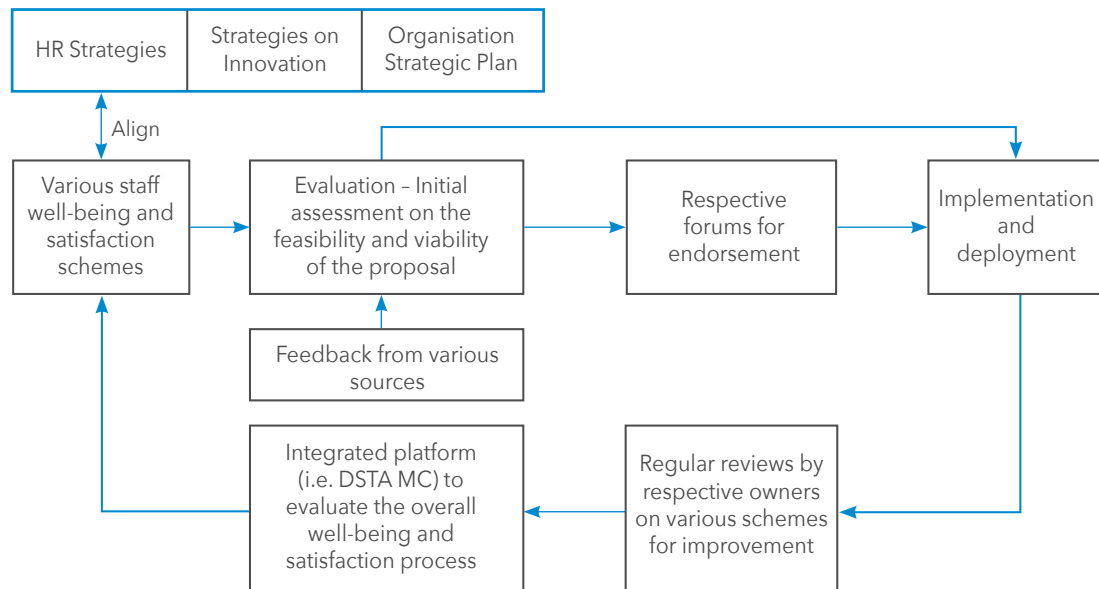 HR Strategies
Strategies on
Innovation
Organisation
Strategic Plan
Align
Various staff
well-being and
satisfaction
schemes
Evaluation – Initial
assessment on the
feasibility and viability
of the proposal
Respective
forums for
endorsement
Implementation
and
deployment
Feedback from various
sources
Integrated platform
(i.e. DSTA MC) to
evaluate the overall
well-being and
satisfaction process
Regular reviews by
respective owners
on various schemes
for improvement